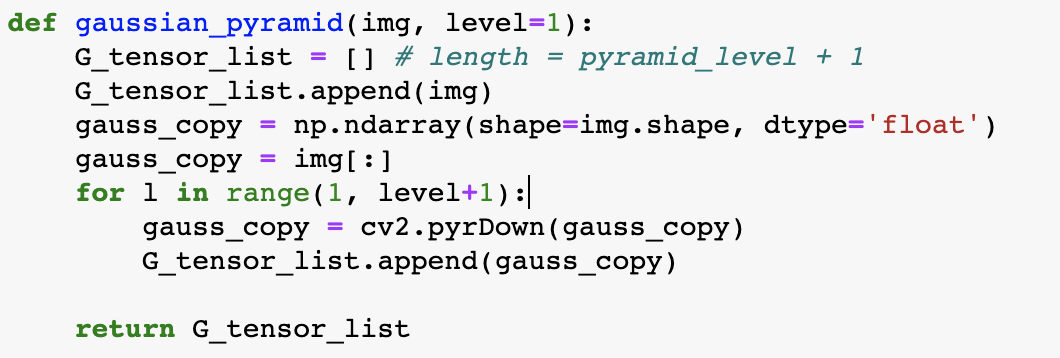 def gaussian_pyramid(img, level=1):
    G_tensor_list = [] # length = pyramid_level + 1
    G_tensor_list.append(img)
    gauss_copy = np.ndarray(shape=img.shape, dtype='float')
    gauss_copy = img[:]
    for l in range(1, level+1):
        gauss_copy = cv2.pyrDown(gauss_copy)
        G_tensor_list.append(gauss_copy)

    return G_tensor_list